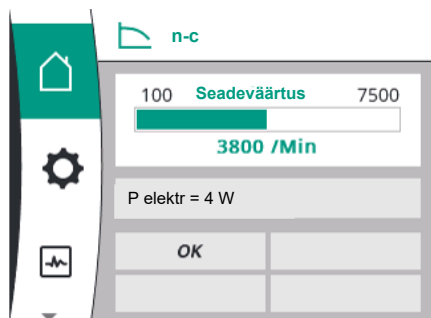 n-c
100 Seadeväärtus 7500
3800 /Min
P elektr = 4 W
OK